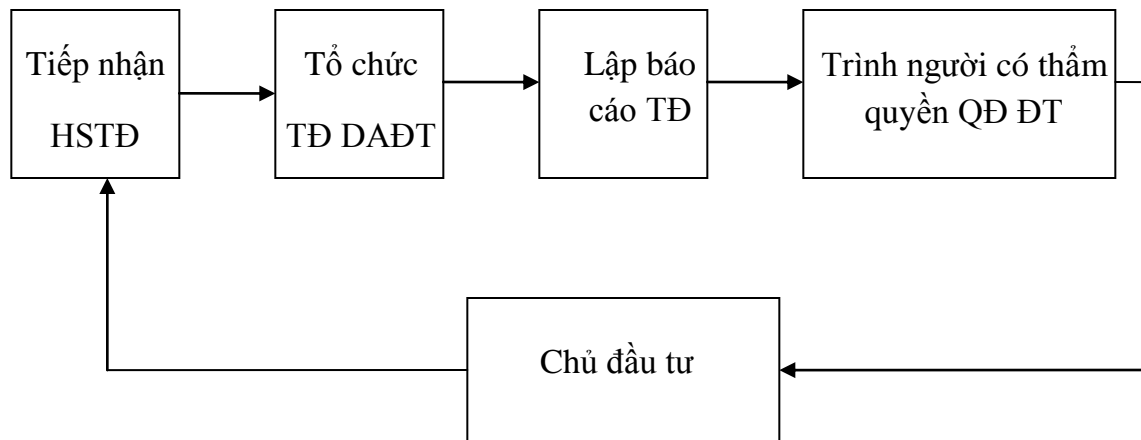 Tiếp nhận
HSTĐ
Tổ chức
TĐ DAĐT
Lập báo
cáo TĐ
Trình người có thẩm
quyền QĐ ĐT
Chủ đầu tư